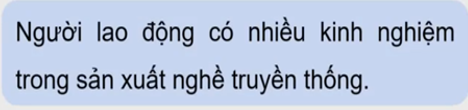 Người lao động có nhiều kinh nghiệm
trong sản xuất nghề truyền thống.